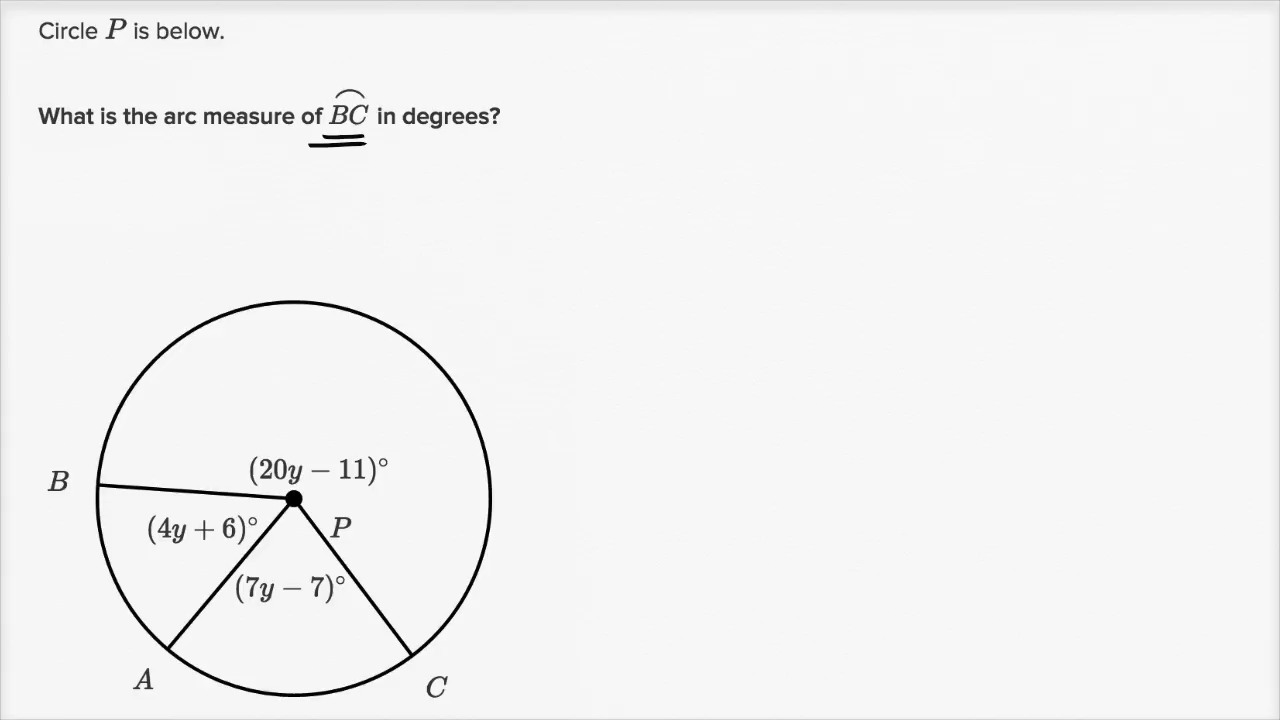 Circle P is below.
What is the arc measure of BC in degrees?
(20y − 11)°
B
(4y + 6)°
P
(7y − 7)°
A
C